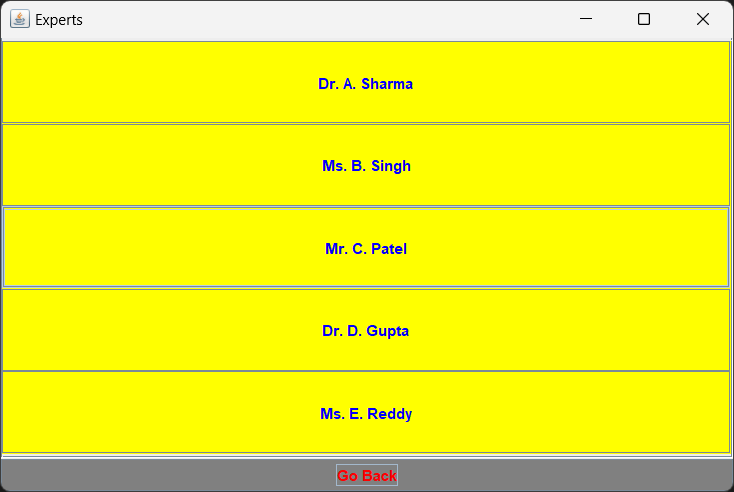 Experts
Dr. A. Sharma
Ms. B. Singh
Mr. C. Patel
Dr. D. Gupta
Ms. E. Reddy
Go Back